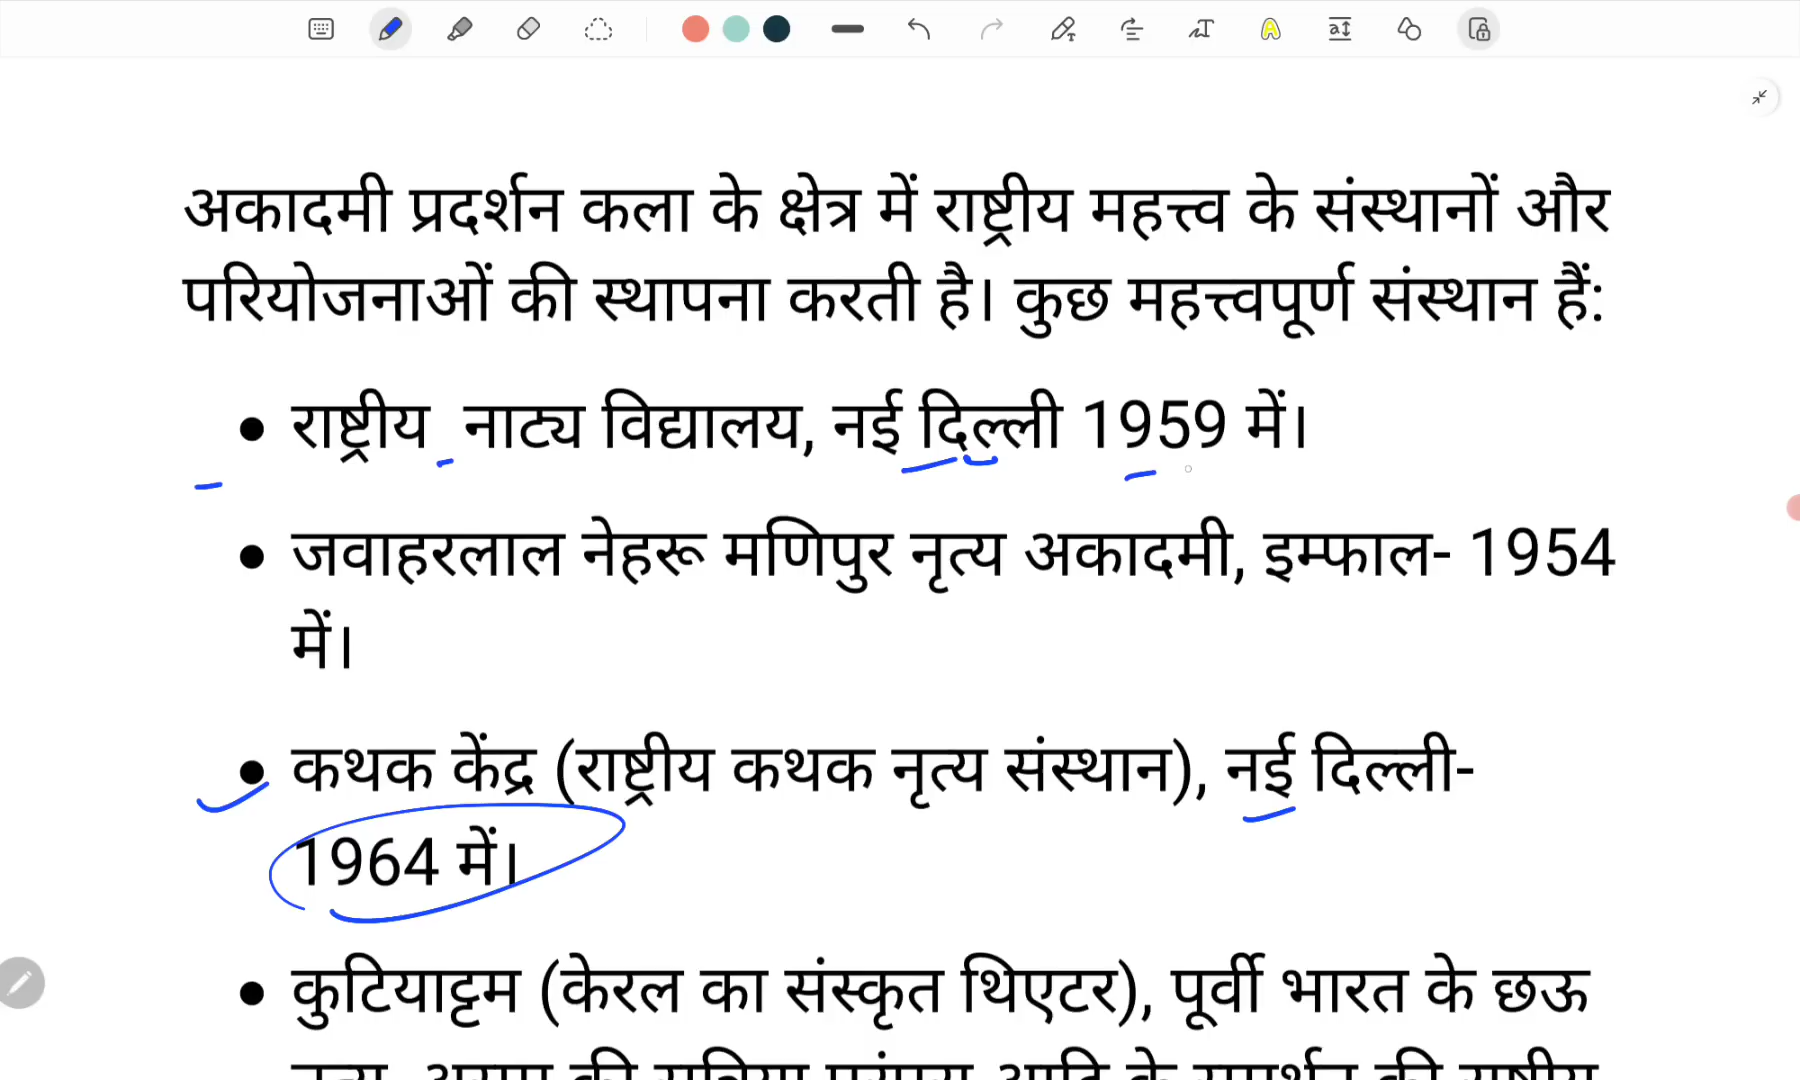 अकादमी प्रदर्शन कला के क्षेत्र में राष्ट्रीय महत्त्व के संस्थानों और
परियोजनाओं की स्थापना करती है। कुछ महत्त्वपूर्ण संस्थान हैं:
● राष्ट्रीय नाट्य विद्यालय, नई दिल्ली 1959 में।
● जवाहरलाल नेहरू मणिपुर नृत्य अकादमी, इम्फाल- 1954
में।
● कथक केंद्र (राष्ट्रीय कथक नृत्य संस्थान), नई दिल्ली-
1964 में।
● कुटियाट्टम (केरल का संस्कृत थिएटर), पूर्वी भारत के छऊ